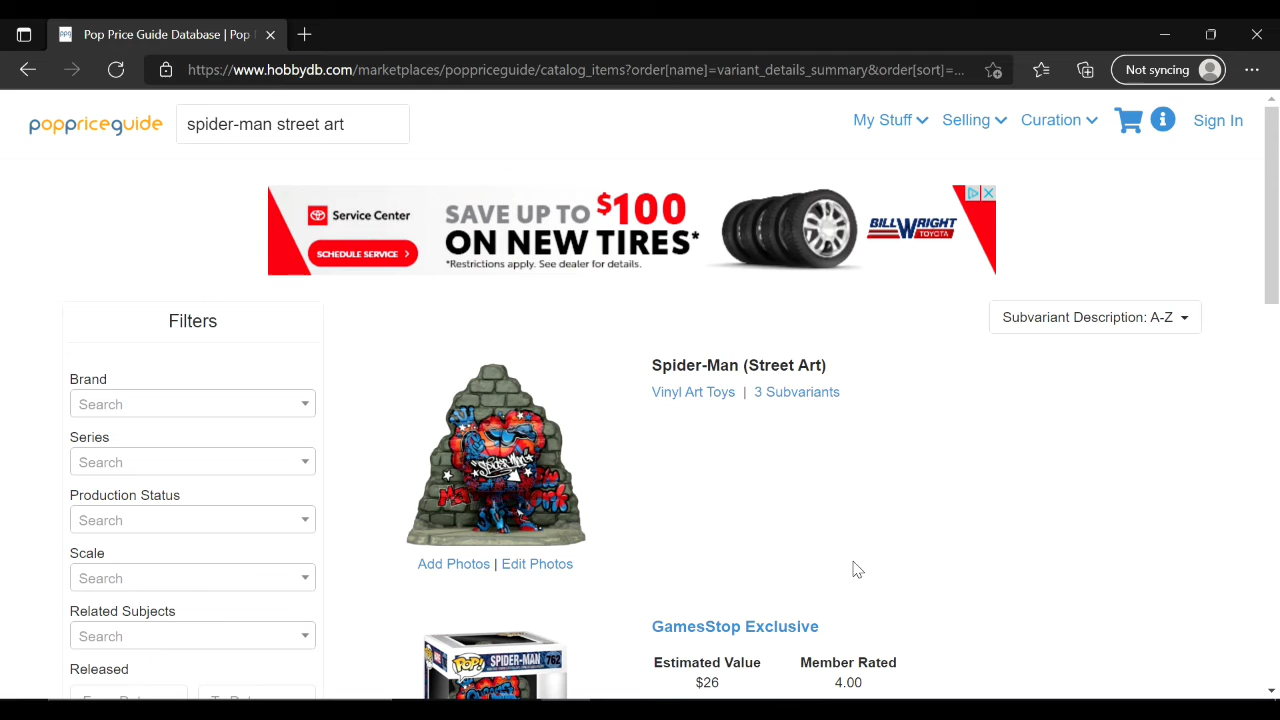 Pop Price Guide Database | Pop
https://www.hobbydb.com/marketplaces/poppriceguide/catalog_items?order[name]=variant_details_summary&order[sort]=...
Not syncing
poppriceguide
spider-man street art
My Stuff
Selling
Curation
Sign In
Service Center
SCHEDULE SERVICE >
SAVE UP TO $100
ON NEW TIRES*
*Restrictions apply. See dealer for details.
BILL WRIGHT
TOYOTA
Filters
Subvariant Description: A-Z
Brand
Search
Series
Search
Production Status
Search
Scale
Search
Related Subjects
Search
Released
Spider-Man (Street Art)
Vinyl Art Toys | 3 Subvariants
Spider-Man
Add Photos | Edit Photos
GamesStop Exclusive
Estimated Value
Member Rated
$26
4.00
POP!
SPIDER-MAN
762